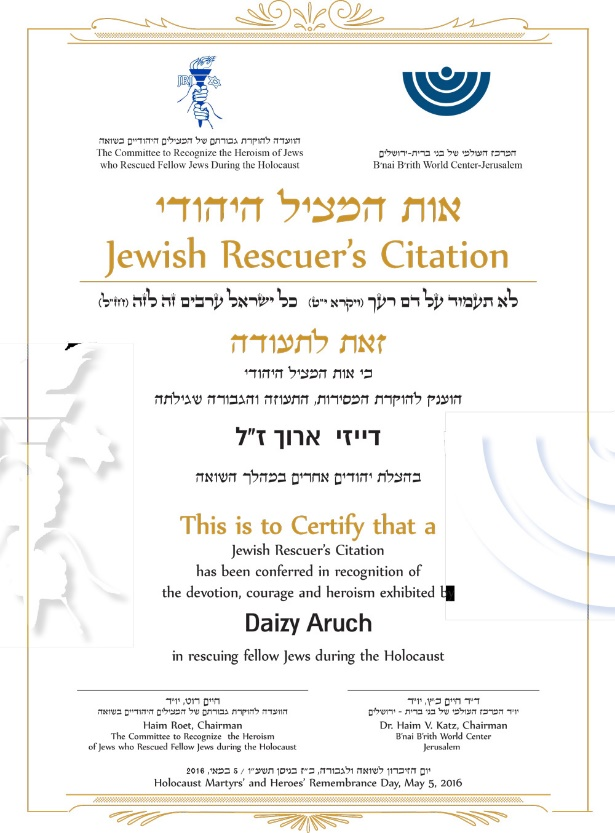 JRJ
הוועדה להוקרת גבורתם של המצילים היהודיים בשואה
The Committee to Recognize the Heroism of Jews
who Rescued Fellow Jews During the Holocaust
המרכז העולמי של בני ברית-ירושלים
B'nai B'rith World Center-Jerusalem
אות המציל היהודי
Jewish Rescuer's Citation
לא תעמוד על דם רעך (ויקרא י"ט) כל ישראל ערבים זה לזה (חז"ל)
זאת לתעודה
כי אות המציל היהודי
הוענק להוקרת המסירות, התעוזה והגבורה שגילתה
דייזי ארוך ז"ל
בהצלת יהודים אחרים במהלך השואה
This is to Certify that a
Jewish Rescuer's Citation
has been conferred in recognition of
the devotion, courage and heroism exhibited by
Daizy Aruch
in rescuing fellow Jews during the Holocaust
חיים רוט, יו"ר
הוועדה להוקרת גבורתם של המצילים היהודיים בשואה
Haim Roet, Chairman
The Committee to Recognize the Heroism
of Jews who Rescued Fellow Jews during the Holocaust
ד"ר חיים כ"ץ, יו"ר
יו"ר המרכז העולמי של בני ברית - ירושלים
Dr. Haim V. Katz, Chairman
B'nai B'rith World Center
Jerusalem
יום הזיכרון לשואה ולגבורה, כ"ז בניסן תשע"ו / 5 במאי, 2016
Holocaust Martyrs' and Heroes' Remembrance Day, May 5, 2016